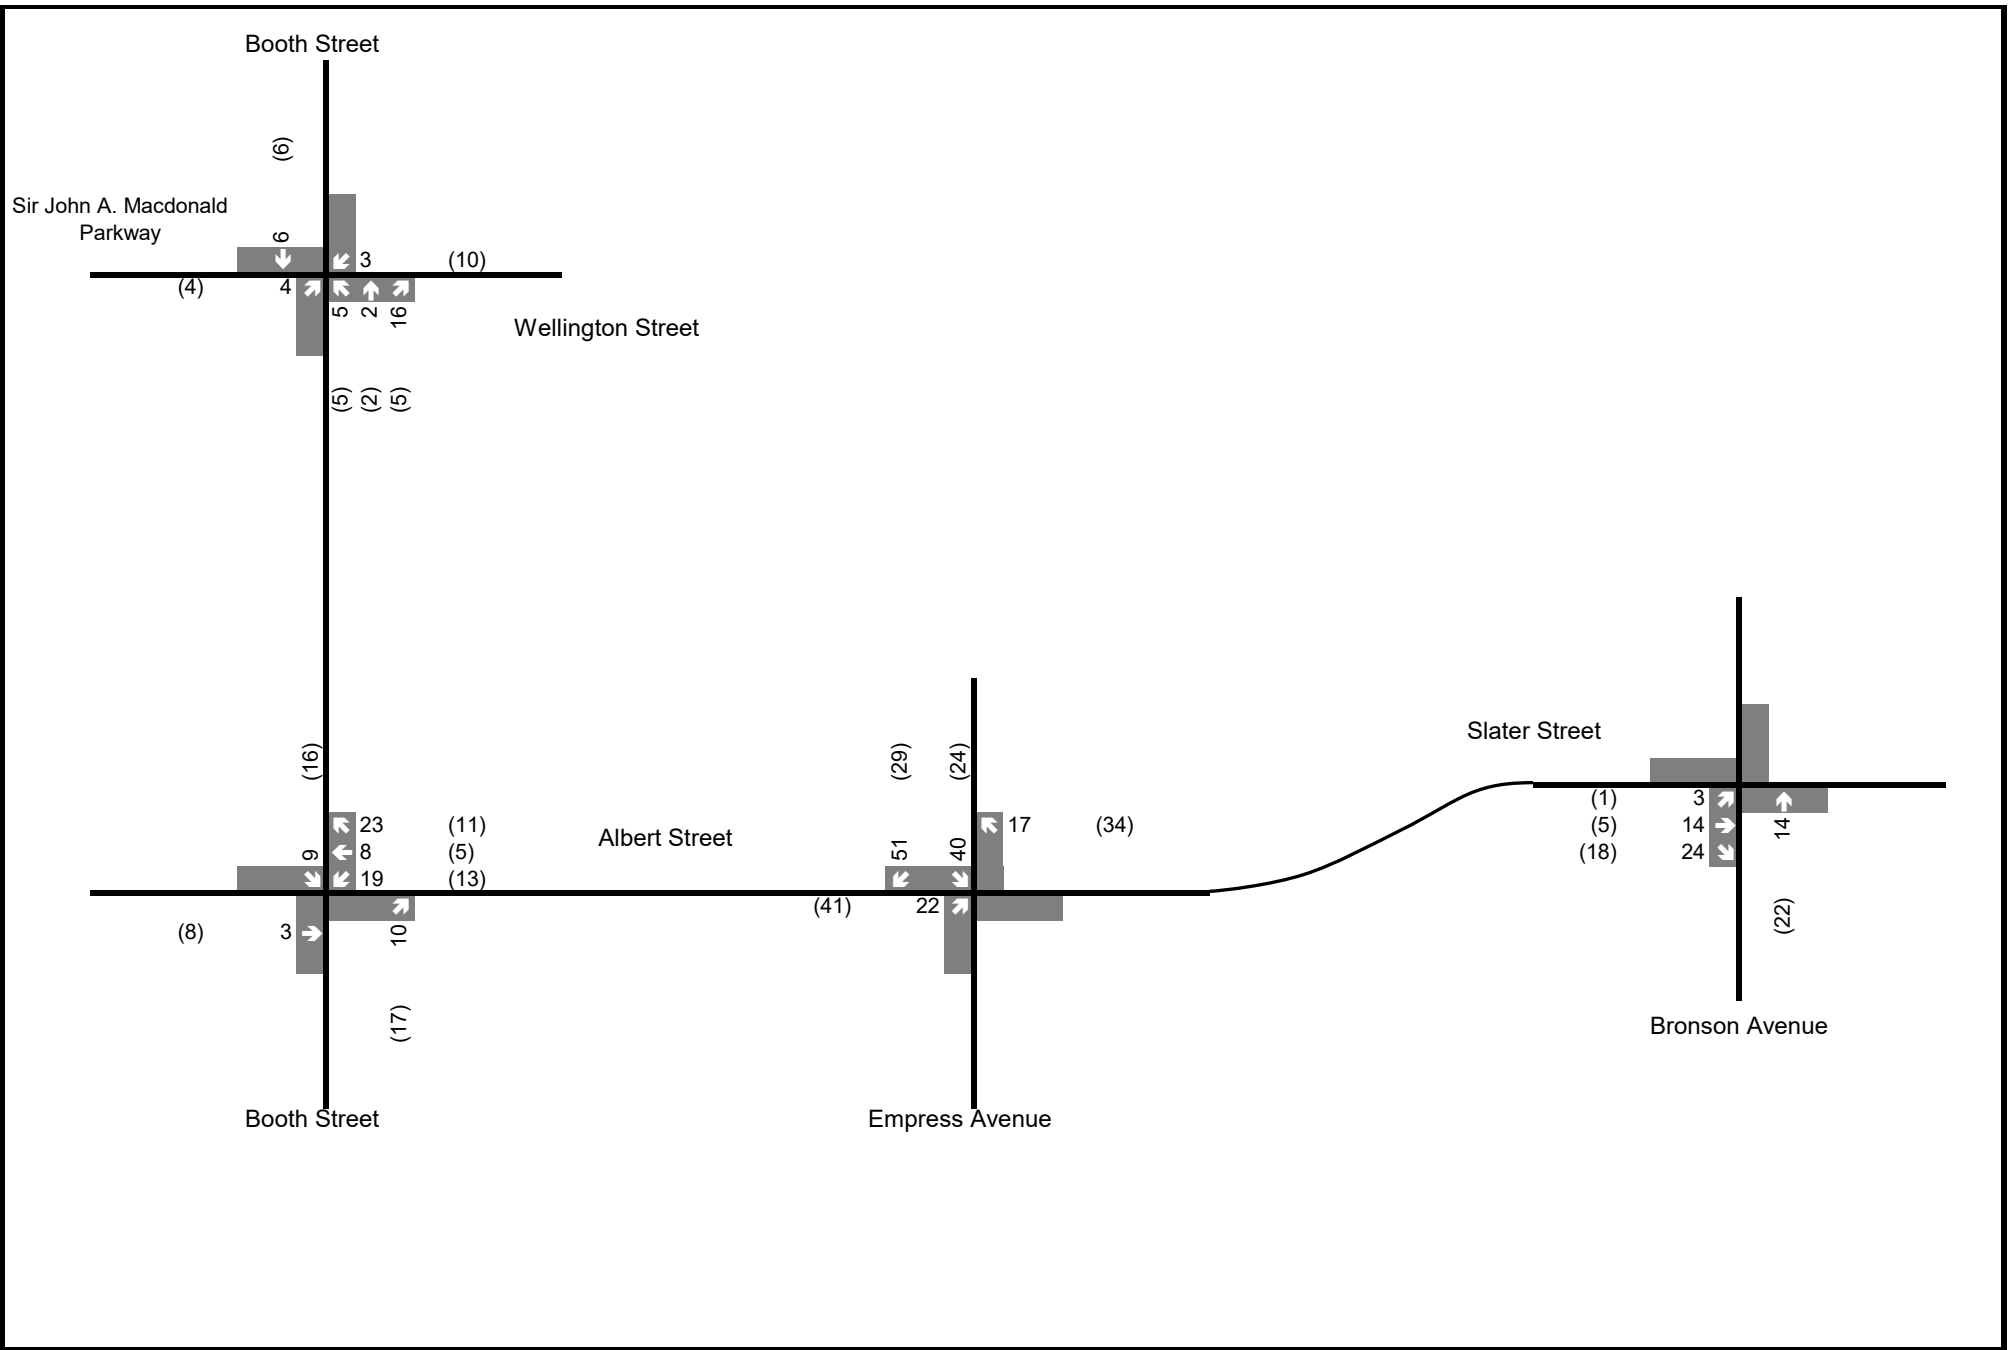 Booth Street
(6)
Sir John A. Macdonald
Parkway
6
3 (10)
(4) 4
5 2 16
Wellington Street
(5) (2) (5)
Slater Street
(16)
(29) (24)
(1) 3
(5) 14
(18) 24
14
23 (11)
9
8 (5)
19 (13)
Albert Street
51 40
17 (34)
(41) 22
(8) 3
10
(22)
(17)
Bronson Avenue
Booth Street
Empress Avenue